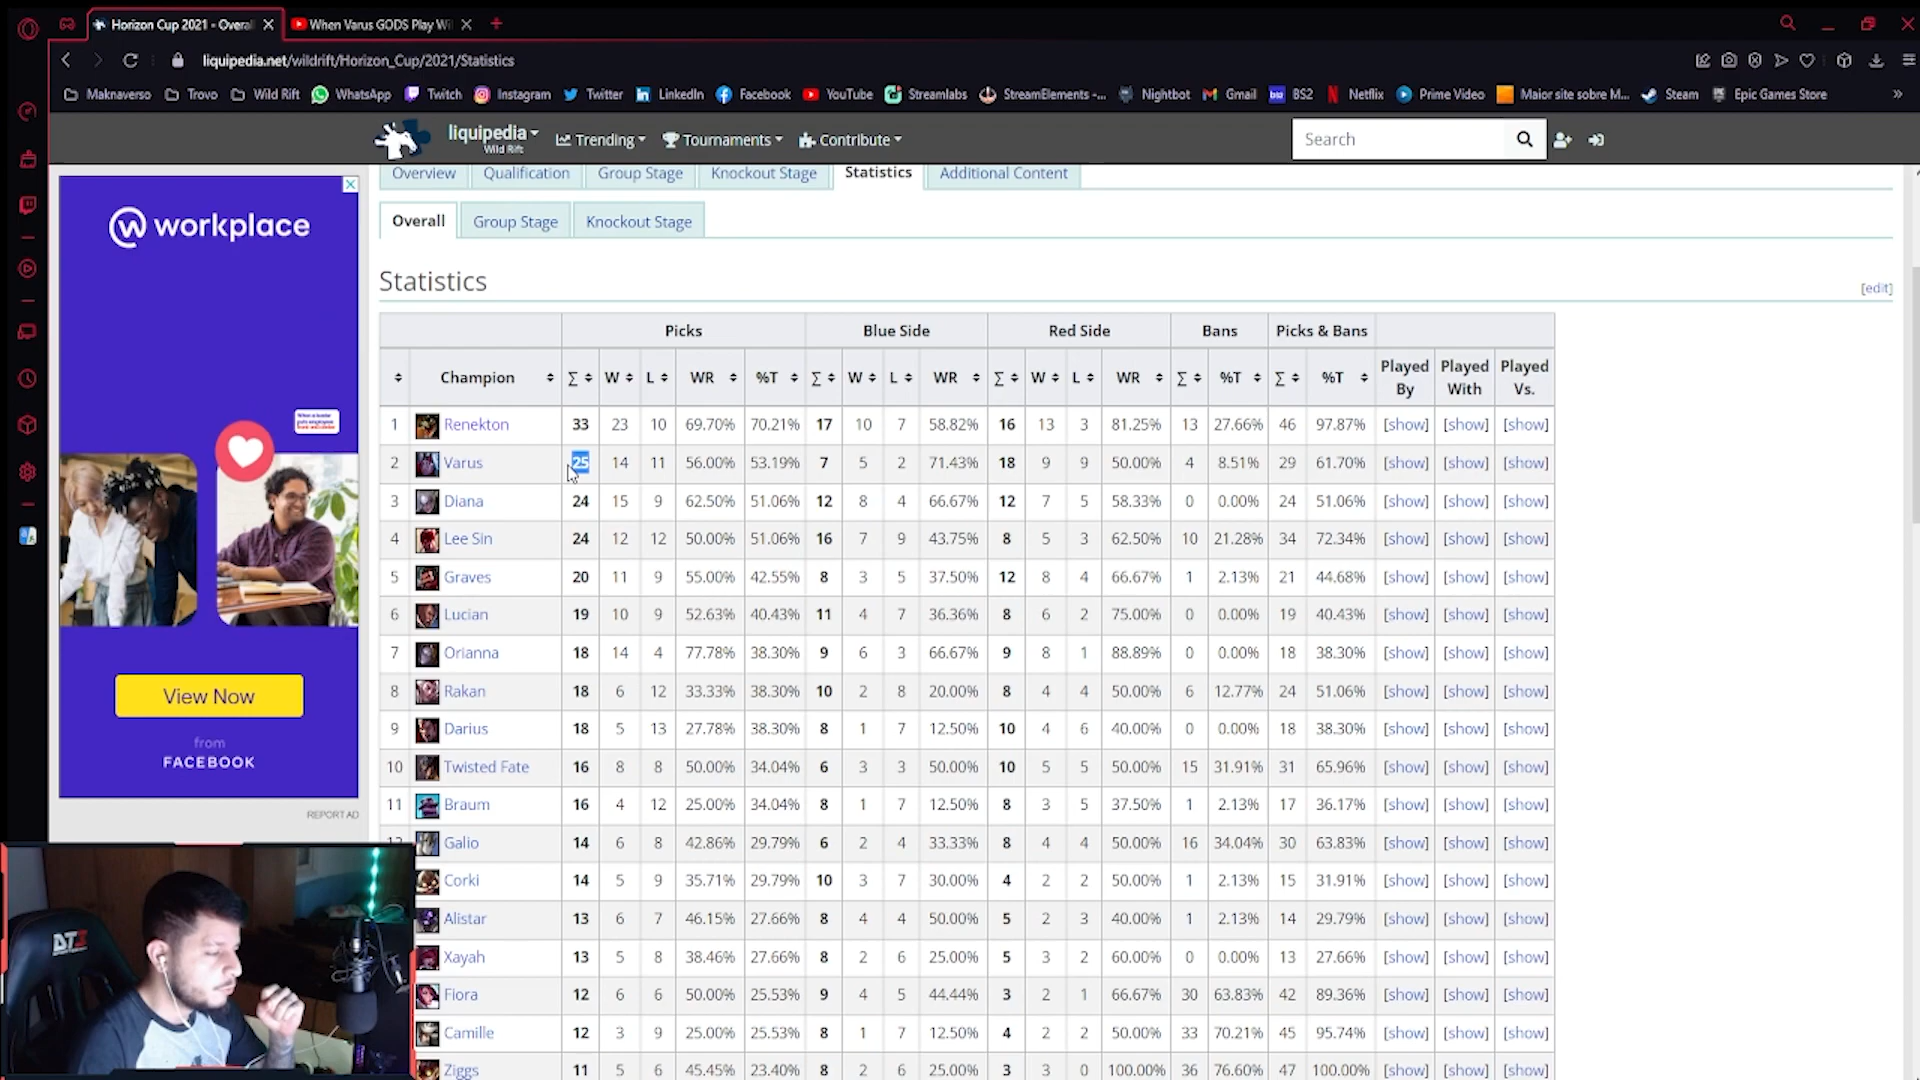 Horizon Cup 2021 - Overal
When Varus GODS Play Wi
liquipedia.net/wildrift/Horizon_Cup/2021/Statistics
Maknaverso Trovo Wild Rift WhatsApp Twitch Instagram Twitter LinkedIn Facebook YouTube Streamlabs StreamElements -... Nightbot Gmail BS2 Netflix Prime Video Maior site sobre M... Steam Epic Games Store »
liquipedia Wild Rift Trending Tournaments Contribute Search
Overview Qualification Group Stage Knockout Stage Statistics Additional Content
Overall Group Stage Knockout Stage
workplace
View Now
from
FACEBOOK
REPORT AD
Statistics [edit]
Picks Blue Side Red Side Bans Picks & Bans
Champion Σ W L WR %T Σ W L WR Σ W L WR Σ %T Σ %T Played By Played With Played Vs.
1 Renekton 33 23 10 69.70% 70.21% 17 10 7 58.82% 16 13 3 81.25% 13 27.66% 46 97.87% [show] [show] [show]
2 Varus 25 14 11 56.00% 53.19% 7 5 2 71.43% 18 9 9 50.00% 4 8.51% 29 61.70% [show] [show] [show]
3 Diana 24 15 9 62.50% 51.06% 12 8 4 66.67% 12 7 5 58.33% 0 0.00% 24 51.06% [show] [show] [show]
4 Lee Sin 24 12 12 50.00% 51.06% 16 7 9 43.75% 8 5 3 62.50% 10 21.28% 34 72.34% [show] [show] [show]
5 Graves 20 11 9 55.00% 42.55% 8 3 5 37.50% 12 8 4 66.67% 1 2.13% 21 44.68% [show] [show] [show]
6 Lucian 19 10 9 52.63% 40.43% 11 4 7 36.36% 8 6 2 75.00% 0 0.00% 19 40.43% [show] [show] [show]
7 Orianna 18 14 4 77.78% 38.30% 9 6 3 66.67% 9 8 1 88.89% 0 0.00% 18 38.30% [show] [show] [show]
8 Rakan 18 6 12 33.33% 38.30% 10 2 8 20.00% 8 4 4 50.00% 6 12.77% 24 51.06% [show] [show] [show]
9 Darius 18 5 13 27.78% 38.30% 8 1 7 12.50% 10 4 6 40.00% 0 0.00% 18 38.30% [show] [show] [show]
10 Twisted Fate 16 8 8 50.00% 34.04% 6 3 3 50.00% 10 5 5 50.00% 15 31.91% 31 65.96% [show] [show] [show]
11 Braum 16 4 12 25.00% 34.04% 8 1 7 12.50% 8 3 5 37.50% 1 2.13% 17 36.17% [show] [show] [show]
12 Galio 14 6 8 42.86% 29.79% 6 2 4 33.33% 8 4 4 50.00% 16 34.04% 30 63.83% [show] [show] [show]
Corki 14 5 9 35.71% 29.79% 10 3 7 30.00% 4 2 2 50.00% 1 2.13% 15 31.91% [show] [show] [show]
Alistar 13 6 7 46.15% 27.66% 8 4 4 50.00% 5 2 3 40.00% 1 2.13% 14 29.79% [show] [show] [show]
Xayah 13 5 8 38.46% 27.66% 8 2 6 25.00% 5 3 2 60.00% 0 0.00% 13 27.66% [show] [show] [show]
Fiora 12 6 6 50.00% 25.53% 9 4 5 44.44% 3 2 1 66.67% 30 63.83% 42 89.36% [show] [show] [show]
Camille 12 3 9 25.00% 25.53% 8 1 7 12.50% 4 2 2 50.00% 33 70.21% 45 95.74% [show] [show] [show]
Ziggs 11 5 6 45.45% 23.40% 8 2 6 25.00% 3 3 0 100.00% 36 76.60% 47 100.00% [show] [show] [show]